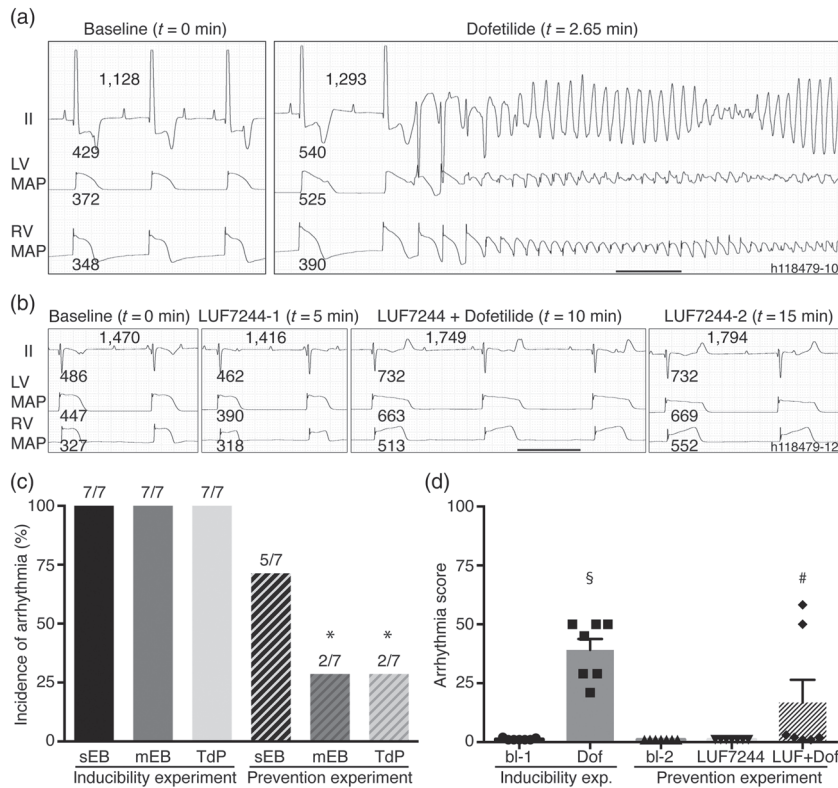 (a)
Baseline (t = 0 min) Dofetilide (t = 2.65 min)
1,128 1,293
II
429 540
LV
MAP
372 525
RV
MAP
348 390
h118479-10
(b)
Baseline (t = 0 min) LUF7244-1 (t = 5 min) LUF7244 + Dofetilide (t = 10 min) LUF7244-2 (t = 15 min)
1,470 1,416 1,749 1,794
II
486 462 732 732
LV
MAP
447 390 663 669
RV
MAP
327 318 513 552
h118479-12
(c)
Incidence of arrhythmia (%)
100
75
50
25
0
7/7 7/7 7/7
5/7
* *
2/7 2/7
sEB mEB TdP sEB mEB TdP
Inducibility experiment Prevention experiment
(d)
Arrhythmia score
100
75
50
25
0
§ #
bl-1 Dof bl-2 LUF7244 LUF+Dof
Inducibility exp. Prevention experiment